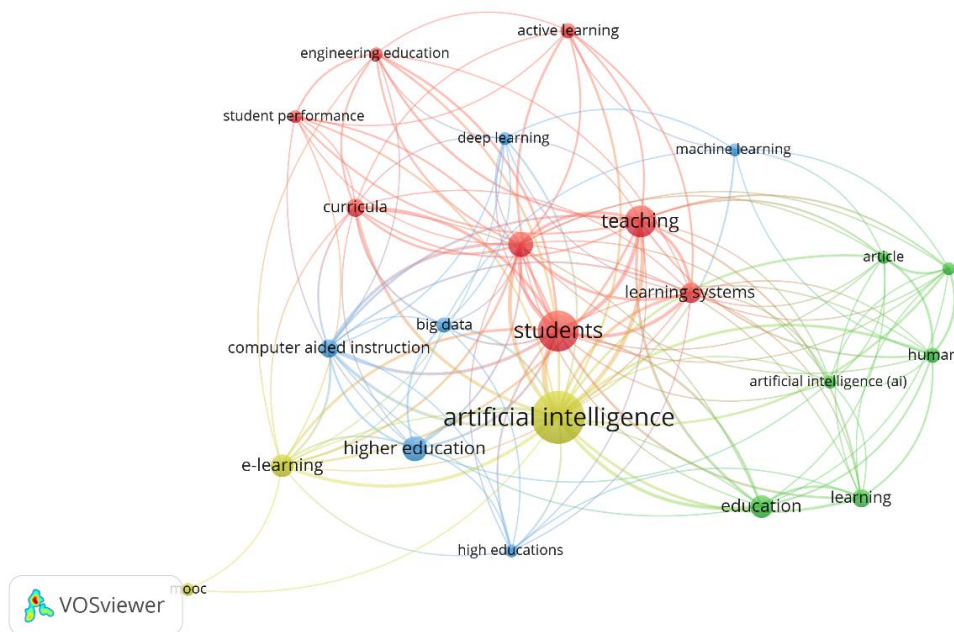 active learning
engineering education
student performance
deep learning
machine learning
curricula
teaching
article
learning systems
big data
students
computer aided instruction
human
artificial intelligence (ai)
artificial intelligence
higher education
e-learning
learning
education
high educations
mooc
VOSviewer